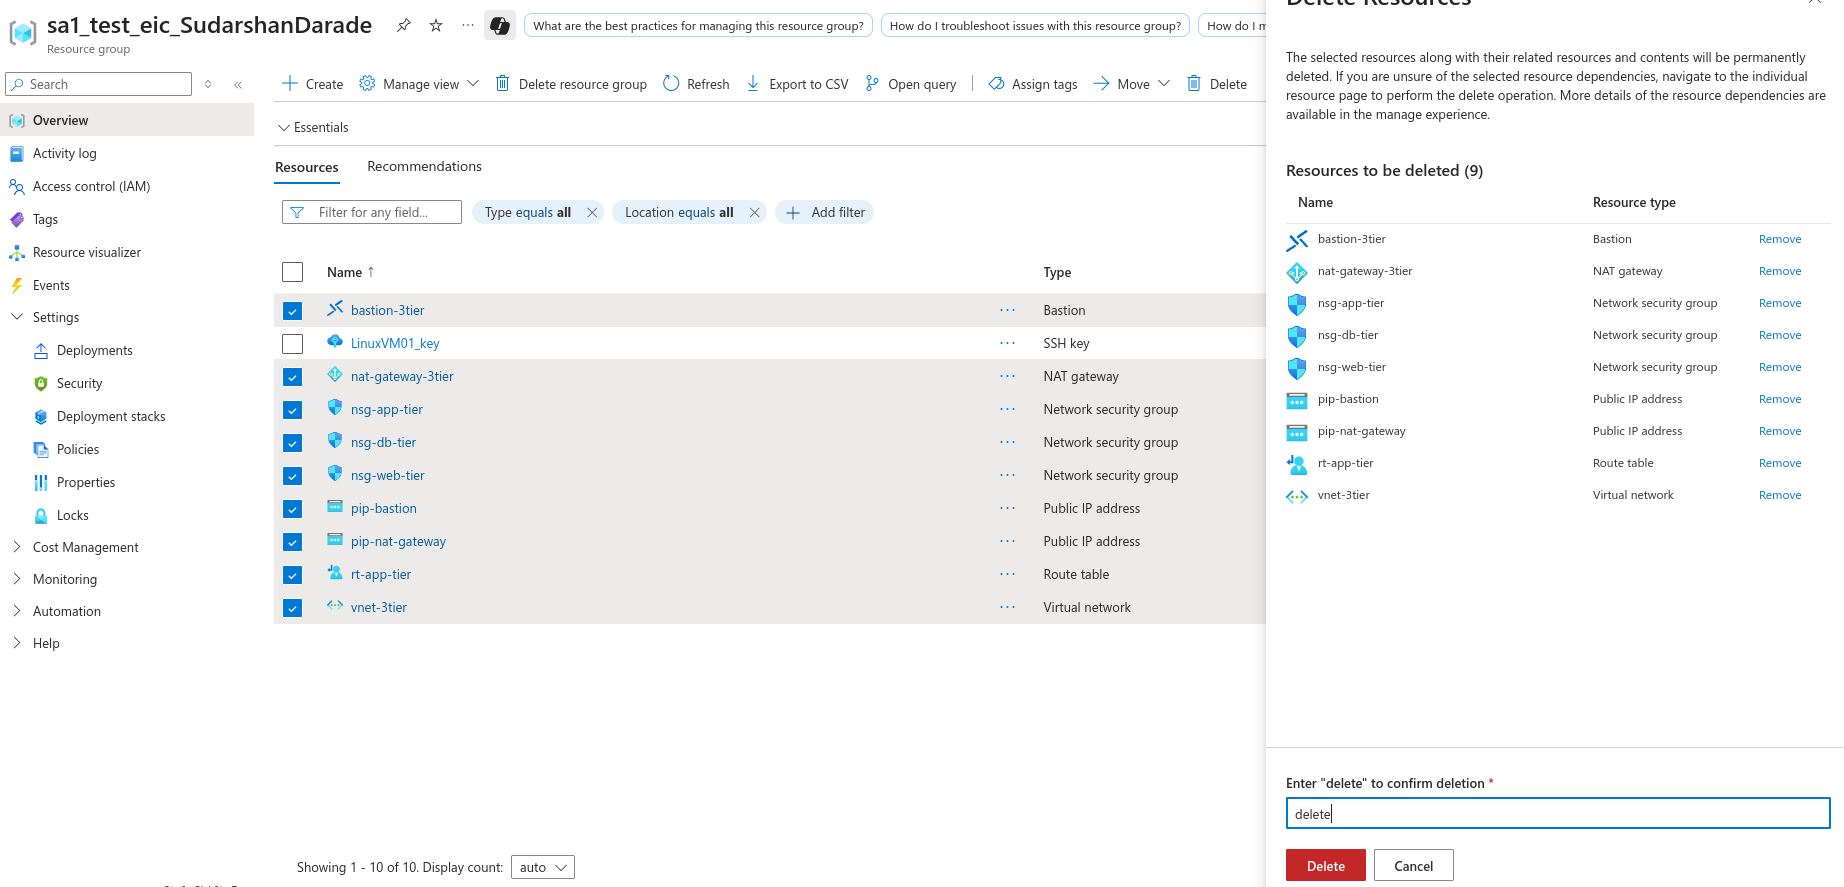 sa1_test_eic_SudarshanDarade
Resource group
What are the best practices for managing this resource group?
How do I troubleshoot issues with this resource group?
How do I m
Search
Overview
Activity log
Access control (IAM)
Tags
Resource visualizer
Events
Settings
Deployments
Security
Deployment stacks
Policies
Properties
Locks
Cost Management
Monitoring
Automation
Help
Create Manage view Delete resource group Refresh Export to CSV Open query Assign tags Move Delete
Essentials
Resources Recommendations
Filter for any field... Type equals all Location equals all Add filter
Name ↑ Type
bastion-3tier ... Bastion
LinuxVM01_key ... SSH key
nat-gateway-3tier ... NAT gateway
nsg-app-tier ... Network security group
nsg-db-tier ... Network security group
nsg-web-tier ... Network security group
pip-bastion ... Public IP address
pip-nat-gateway ... Public IP address
rt-app-tier ... Route table
vnet-3tier ... Virtual network
Showing 1 - 10 of 10. Display count: auto
Delete Resources
The selected resources along with their related resources and contents will be permanently
deleted. If you are unsure of the selected resource dependencies, navigate to the individual
resource page to perform the delete operation. More details of the resource dependencies are
available in the manage experience.
Resources to be deleted (9)
Name Resource type
bastion-3tier Bastion Remove
nat-gateway-3tier NAT gateway Remove
nsg-app-tier Network security group Remove
nsg-db-tier Network security group Remove
nsg-web-tier Network security group Remove
pip-bastion Public IP address Remove
pip-nat-gateway Public IP address Remove
rt-app-tier Route table Remove
vnet-3tier Virtual network Remove
Enter "delete" to confirm deletion *
delete
Delete Cancel